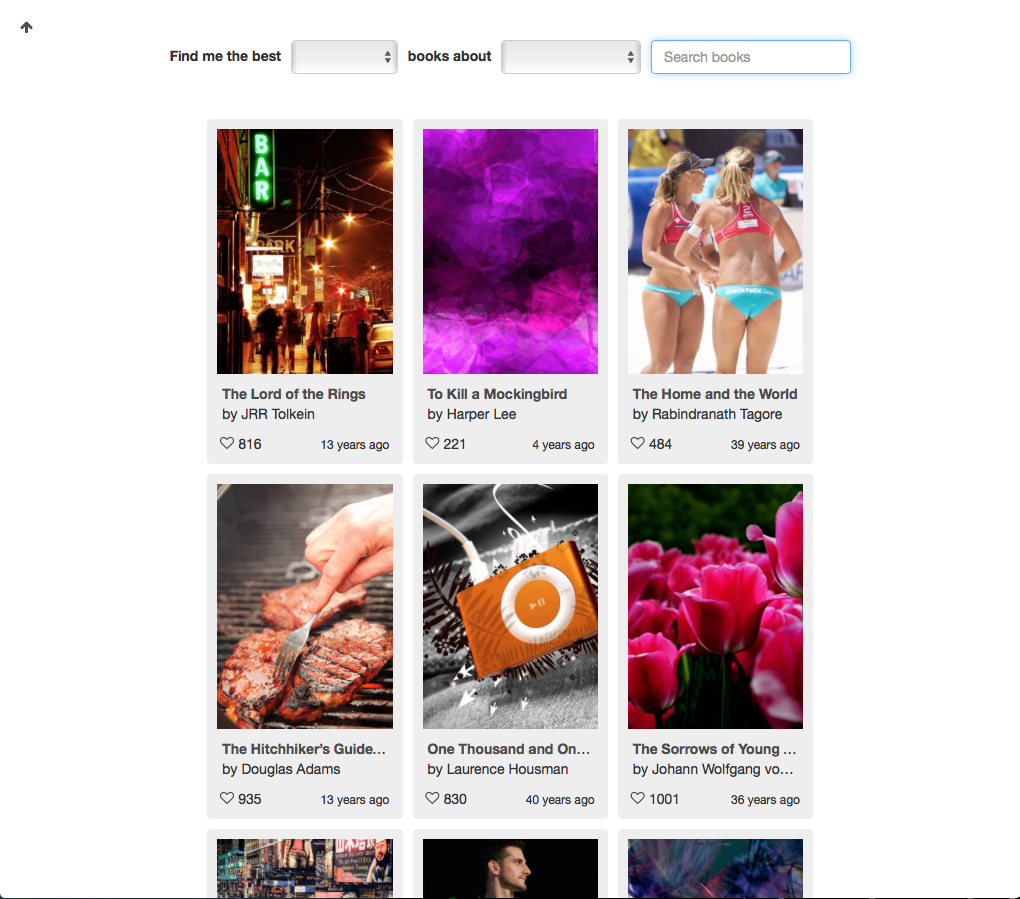 Find me the best books about Search books
BAR
PARK
The Lord of the Rings
by JRR Tolkein
816 13 years ago
To Kill a Mockingbird
by Harper Lee
221 4 years ago
The Home and the World
by Rabindranath Tagore
484 39 years ago
The Hitchhiker's Guide...
by Douglas Adams
935 13 years ago
One Thousand and On...
by Laurence Housman
830 40 years ago
The Sorrows of Young ...
by Johann Wolfgang vo...
1001 36 years ago